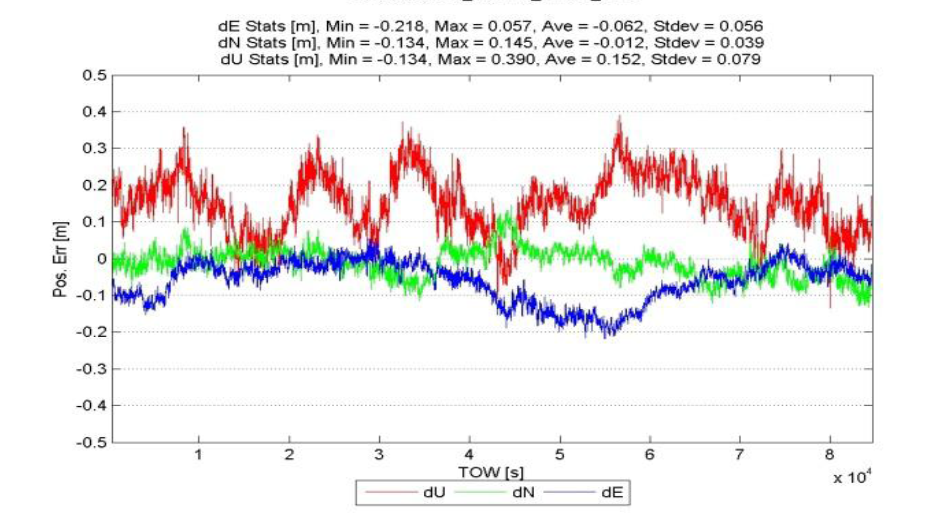 dE Stats [m], Min = -0.218, Max = 0.057, Ave = -0.062, Stdev = 0.056
dN Stats [m], Min = -0.134, Max = 0.145, Ave = -0.012, Stdev = 0.039
dU Stats [m], Min = -0.134, Max = 0.390, Ave = 0.152, Stdev = 0.079
0.5
0.4
0.3
0.2
0.1
0
-0.1
-0.2
-0.3
-0.4
-0.5
Pos. Err [m]
1 2 3 4 5 6 7 8
TOW [s]
x 10^4
dU dN dE